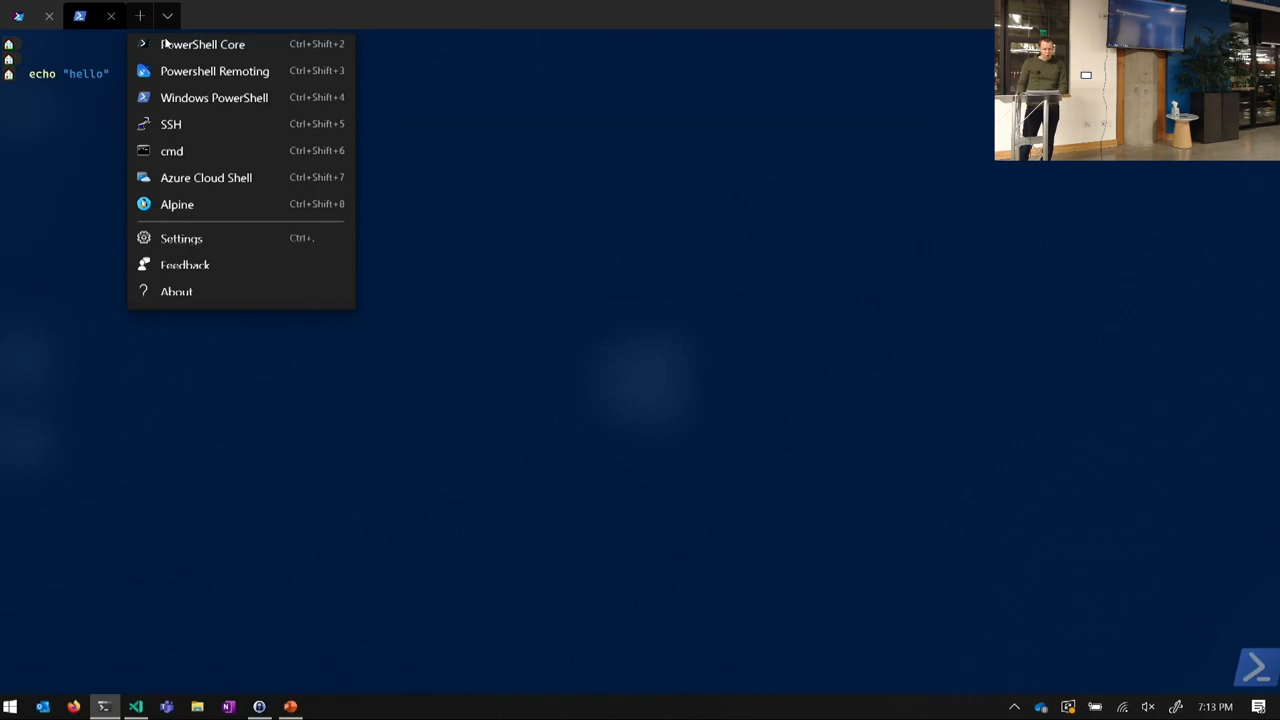 PowerShell Core Ctrl+Shift+2
Powershell Remoting Ctrl+Shift+3
echo "hello"
Windows PowerShell Ctrl+Shift+4
SSH Ctrl+Shift+5
cmd Ctrl+Shift+6
Azure Cloud Shell Ctrl+Shift+7
Alpine Ctrl+Shift+8
Settings Ctrl+,
Feedback
About
7:13 PM